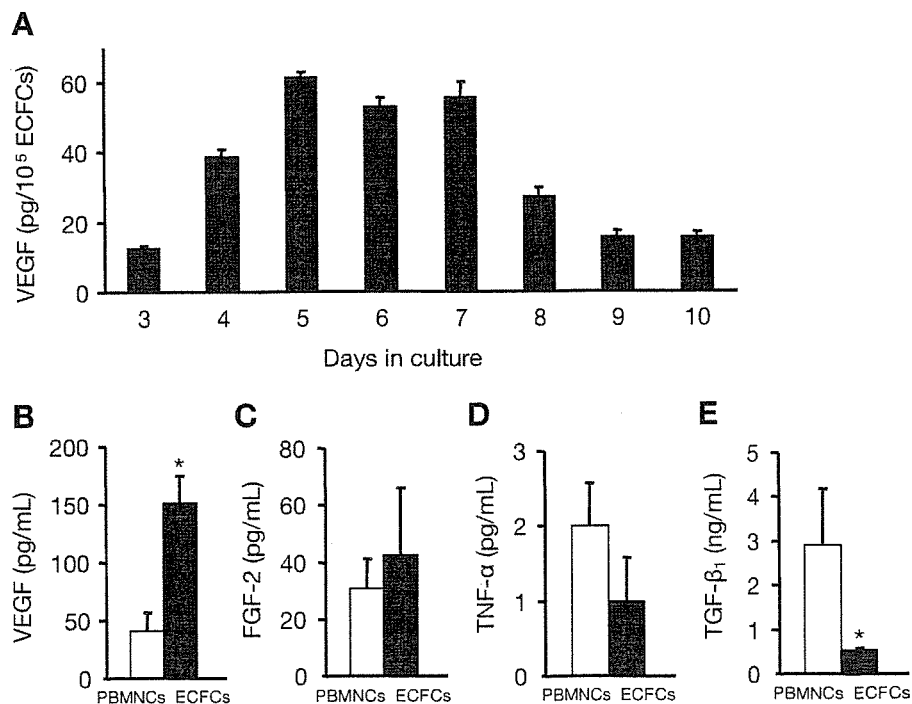 A
VEGF (pg/10⁵ ECFCs)
60
40
20
0
3 4 5 6 7 8 9 10
Days in culture
B
VEGF (pg/mL)
200
150
100
50
0
*
PBMNCs ECFCs
C
FGF-2 (pg/mL)
80
60
40
20
0
PBMNCs ECFCs
D
TNF-α (pg/mL)
3
2
1
0
PBMNCs ECFCs
E
TGF-β₁ (ng/mL)
5
4
3
2
1
0
*
PBMNCs ECFCs